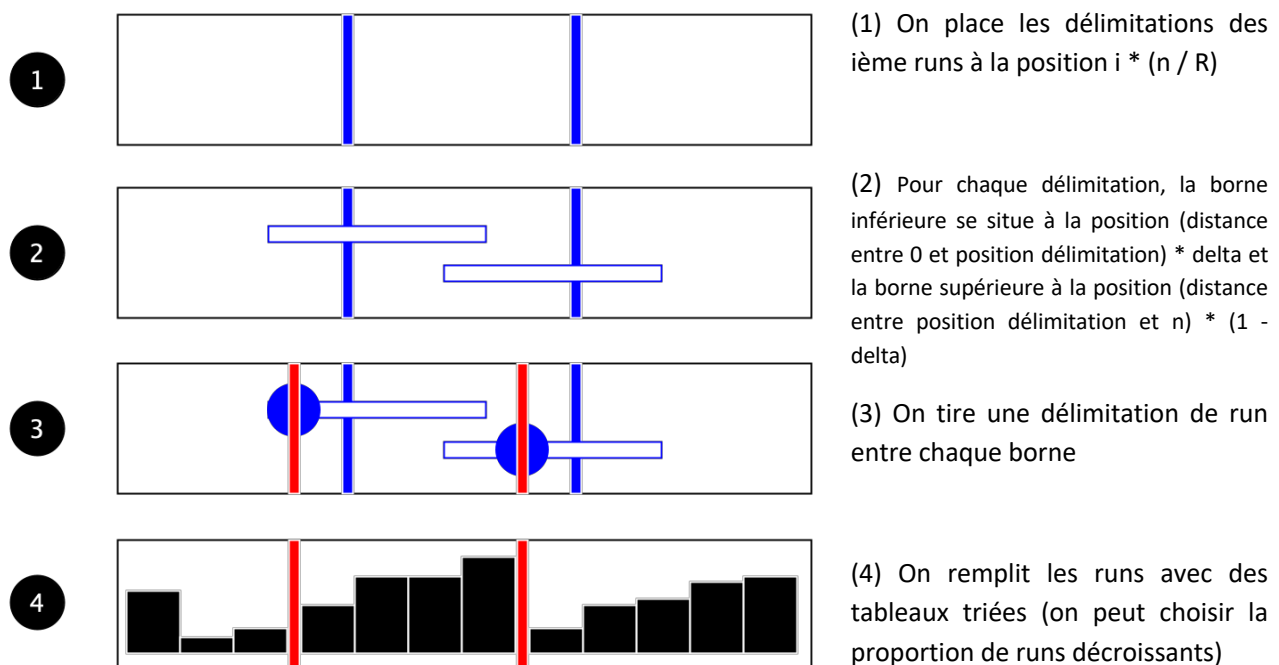 1
(1) On place les délimitations des
ième runs à la position i * (n / R)
2
(2) Pour chaque délimitation, la borne
inférieure se situe à la position (distance
entre 0 et position délimitation) * delta et
la borne supérieure à la position (distance
entre position délimitation et n) * (1 -
delta)
3
(3) On tire une délimitation de run
entre chaque borne
4
(4) On remplit les runs avec des
tableaux triées (on peut choisir la
proportion de runs décroissants)